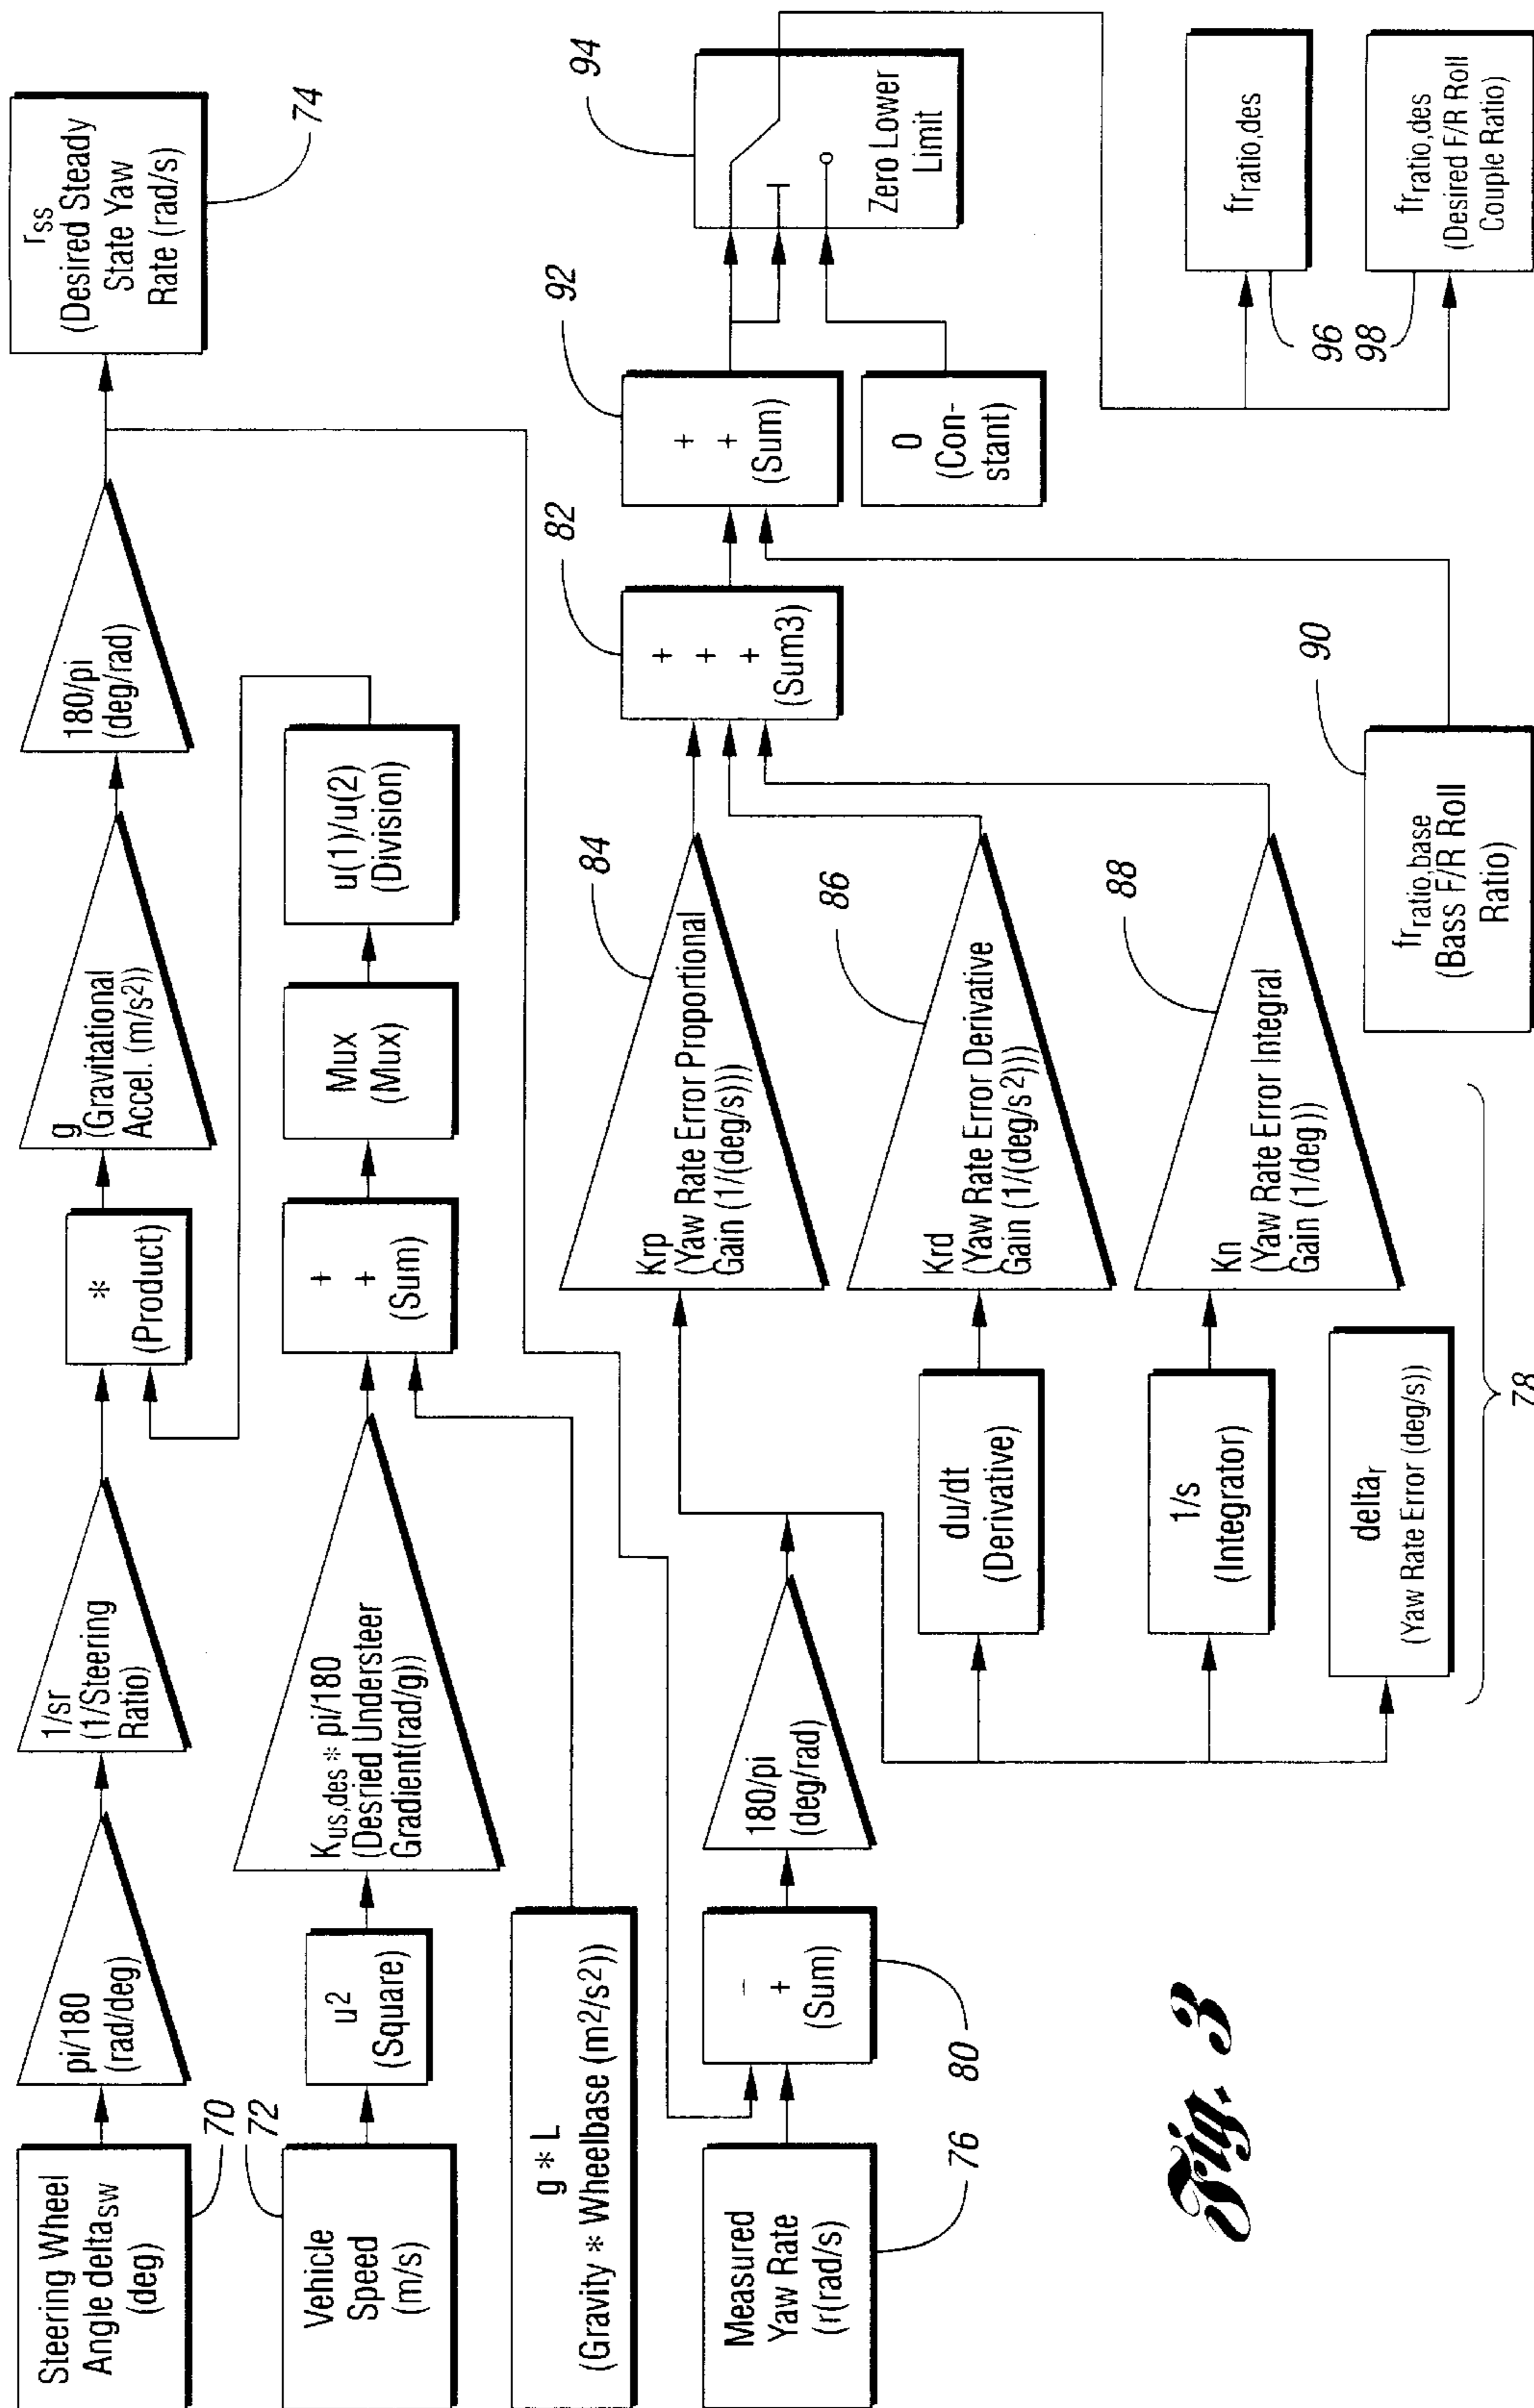 Steering Wheel
Angle delta_SW
(deg)
70
pi/180
(rad/deg)
1/sr
(1/Steering
Ratio)
*
(Product)
g
(Gravitational
Accel. (m/s²))
180/pi
(deg/rad)
r_SS
(Desired Steady
State Yaw
Rate (rad/s)
74
Vehicle
Speed
(m/s)
72
u²
(Square)
K_us,des * pi/180
(Desried Understeer
Gradient(rad/g))
+
+
(Sum)
Mux
(Mux)
u(1)/u(2)
(Division)
g * L
(Gravity * Wheelbase (m²/s²))
Measured
Yaw Rate
(r(rad/s)
76
−
+
(Sum)
80
180/pi
(deg/rad)
Krp
(Yaw Rate Error Proportional
Gain (1/(deg/s)))
84
du/dt
(Derivative)
Krd
(Yaw Rate Error Derivative
Gain (1/(deg/s²)))
86
1/s
(Integrator)
Kn
(Yaw Rate Error Integral
Gain (1/deg ))
88
delta_r
(Yaw Rate Error (deg/s))
78
+
+
+
(Sum3)
82
fr_ratio,base
(Bass F/R Roll
Ratio)
90
+
+
(Sum)
92
0
(Con-
stant)
Zero Lower
Limit
94
fr_ratio,des
96
fr_ratio,des
(Desired F/R Roll
Couple Ratio)
98
Fig. 3